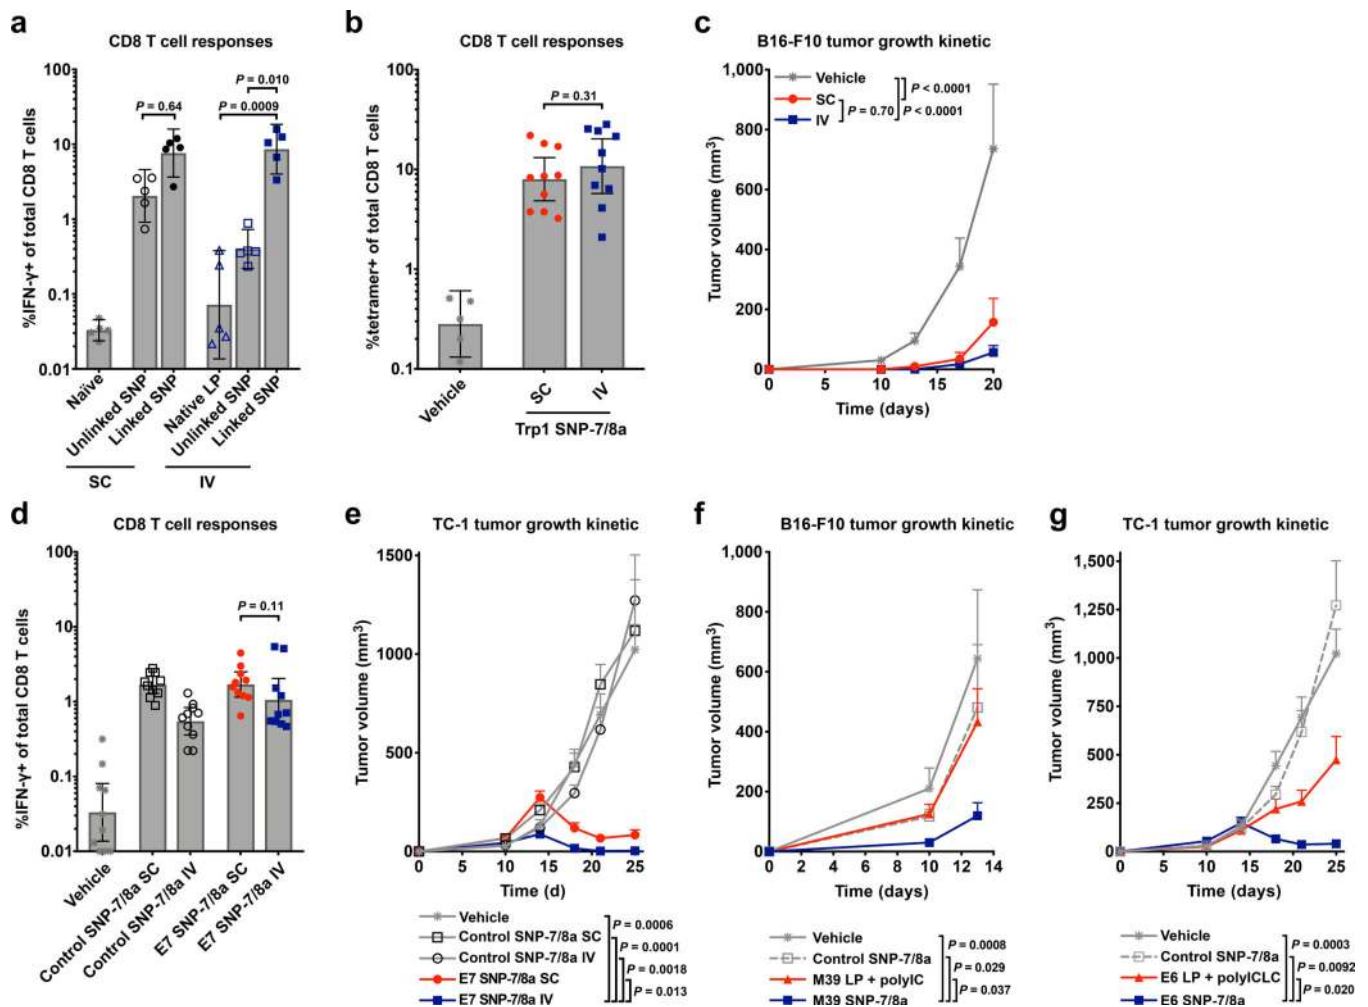 a
CD8 T cell responses
%IFN-γ+ of total CD8 T cells
100
10
1
0.1
0.01
P = 0.010
P = 0.64
P = 0.0009
Naïve
Unlinked SNP
Linked SNP
Native LP
Unlinked SNP
Linked SNP
SC
IV
b
CD8 T cell responses
%tetramer+ of total CD8 T cells
100
10
1
0.1
P = 0.31
Vehicle
SC
IV
Trp1 SNP-7/8a
c
B16-F10 tumor growth kinetic
Tumor volume (mm³)
1,000
800
600
400
200
0
Vehicle
SC
IV
P < 0.0001
P = 0.70
P < 0.0001
0
5
10
15
20
Time (days)
d
CD8 T cell responses
%IFN-γ+ of total CD8 T cells
100
10
1
0.1
0.01
P = 0.11
Vehicle
Control SNP-7/8a SC
Control SNP-7/8a IV
E7 SNP-7/8a SC
E7 SNP-7/8a IV
e
TC-1 tumor growth kinetic
Tumor volume (mm³)
1500
1000
500
0
0
5
10
15
20
25
Time (d)
Vehicle
Control SNP-7/8a SC
Control SNP-7/8a IV
E7 SNP-7/8a SC
E7 SNP-7/8a IV
P = 0.0006
P = 0.0001
P = 0.0018
P = 0.013
f
B16-F10 tumor growth kinetic
Tumor volume (mm³)
1,000
800
600
400
200
0
0
2
4
6
8
10
12
14
Time (days)
Vehicle
Control SNP-7/8a
M39 LP + polyIC
M39 SNP-7/8a
P = 0.0008
P = 0.029
P = 0.037
g
TC-1 tumor growth kinetic
Tumor volume (mm³)
1,500
1,250
1,000
750
500
250
0
0
5
10
15
20
25
Time (days)
Vehicle
Control SNP-7/8a
E6 LP + polyICLC
E6 SNP-7/8a
P = 0.0003
P = 0.0092
P = 0.020